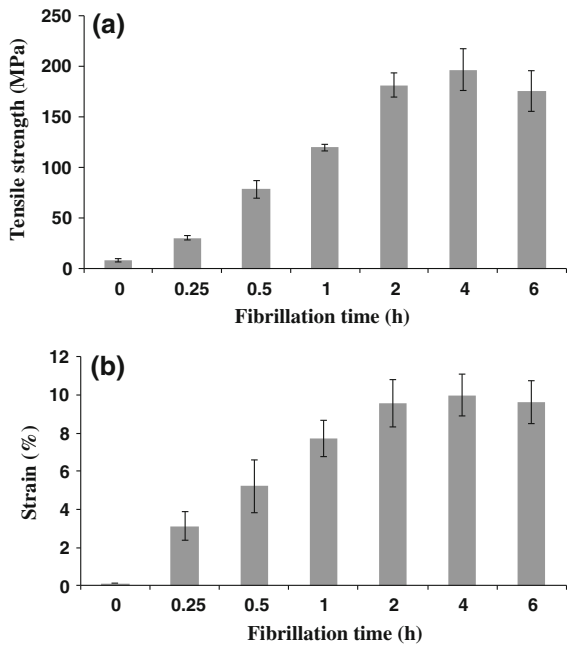 (a)
Tensile strength (MPa)
250
200
150
100
50
0
0 0.25 0.5 1 2 4 6
Fibrillation time (h)
(b)
Strain (%)
12
10
8
6
4
2
0
0 0.25 0.5 1 2 4 6
Fibrillation time (h)